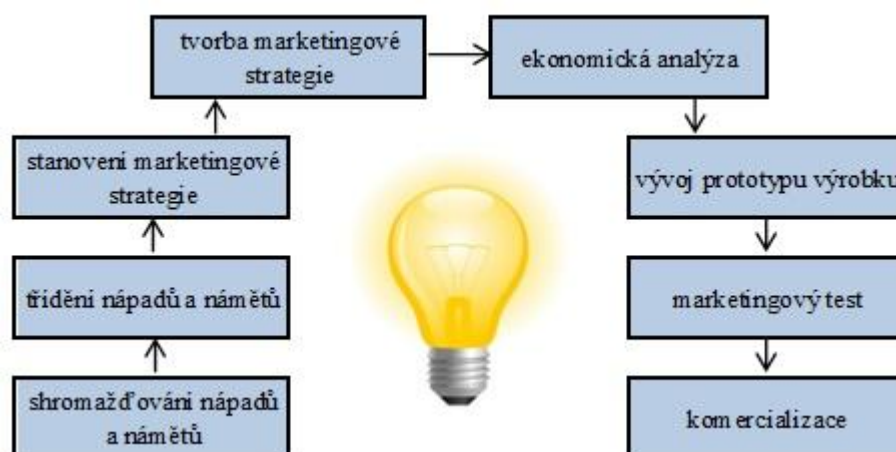 tvorba marketingové
strategie
ekonomická analýza
stanovení marketingové
strategie
vývoj prototypu výrobku
třídění nápadů a námětů
marketingový test
shromažďování nápadů
a námětů
komercializace